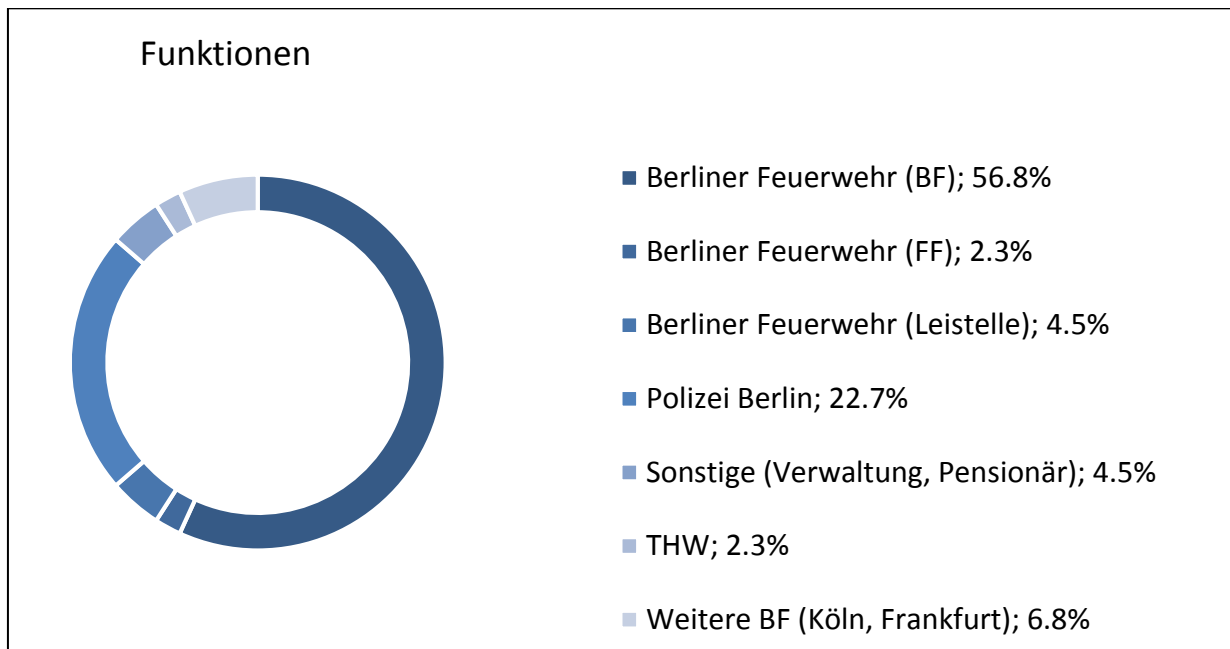 Funktionen
Berliner Feuerwehr (BF); 56.8%
Berliner Feuerwehr (FF); 2.3%
Berliner Feuerwehr (Leistelle); 4.5%
Polizei Berlin; 22.7%
Sonstige (Verwaltung, Pensionär); 4.5%
THW; 2.3%
Weitere BF (Köln, Frankfurt); 6.8%